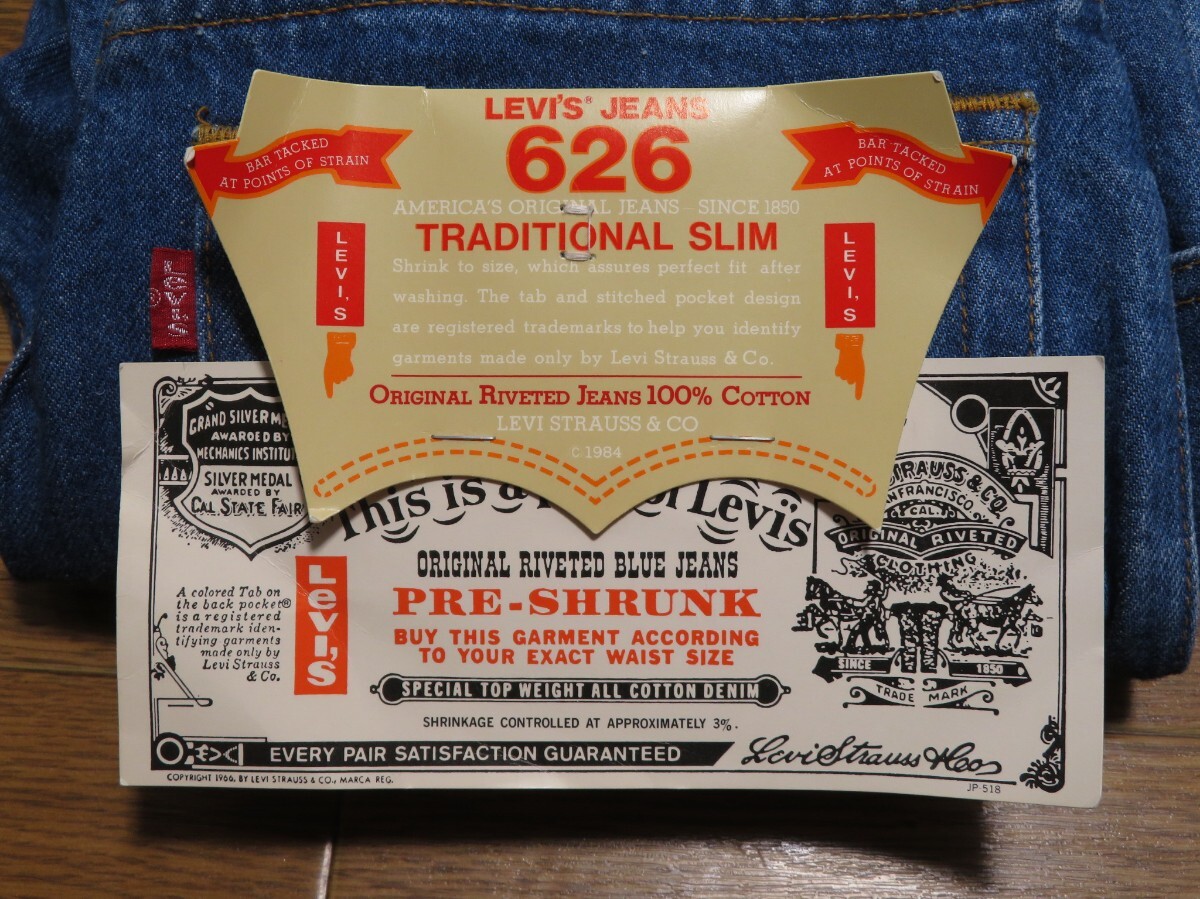 LEVI'S® JEANS
626
BAR TACKED
AT POINTS OF STRAIN
BAR TACKED
AT POINTS OF STRAIN
AMERICA'S ORIGINAL JEANS - SINCE 1850
TRADITIONAL SLIM
LEVI'S
LEVI'S
Shrink to size, which assures perfect fit after
washing. The tab and stitched pocket design
are registered trademarks to help you identify
garments made only by Levi Strauss & Co.
ORIGINAL RIVETED JEANS 100% COTTON
LEVI STRAUSS & CO
© 1984
LEVI'S
®
"GRAND SILVER ME
AWARDED BY
MECHANICS INSTITU
SILVER MEDAL
AWARDED BY
CAL. STATE FAIR
This is a of Levi's
ORIGINAL RIVETED BLUE JEANS
PRE-SHRUNK
BUY THIS GARMENT ACCORDING
TO YOUR EXACT WAIST SIZE
SPECIAL TOP WEIGHT ALL COTTON DENIM
SHRINKAGE CONTROLLED AT APPROXIMATELY 3%.
EVERY PAIR SATISFACTION GUARANTEED
A colored Tab on
the back pocket®
is a registered
trademark iden-
tifying garments
made only by
Levi Strauss
& Co.
Levi's
STRAUSS & CO.
ANFRANCISCO.
CAL.
ORIGINAL RIVETED
CLOTHING
SINCE 1850
TRADE MARK
Levi Strauss & Co
COPYRIGHT 1966, BY LEVI STRAUSS & CO., MARCA REG.
JP-518